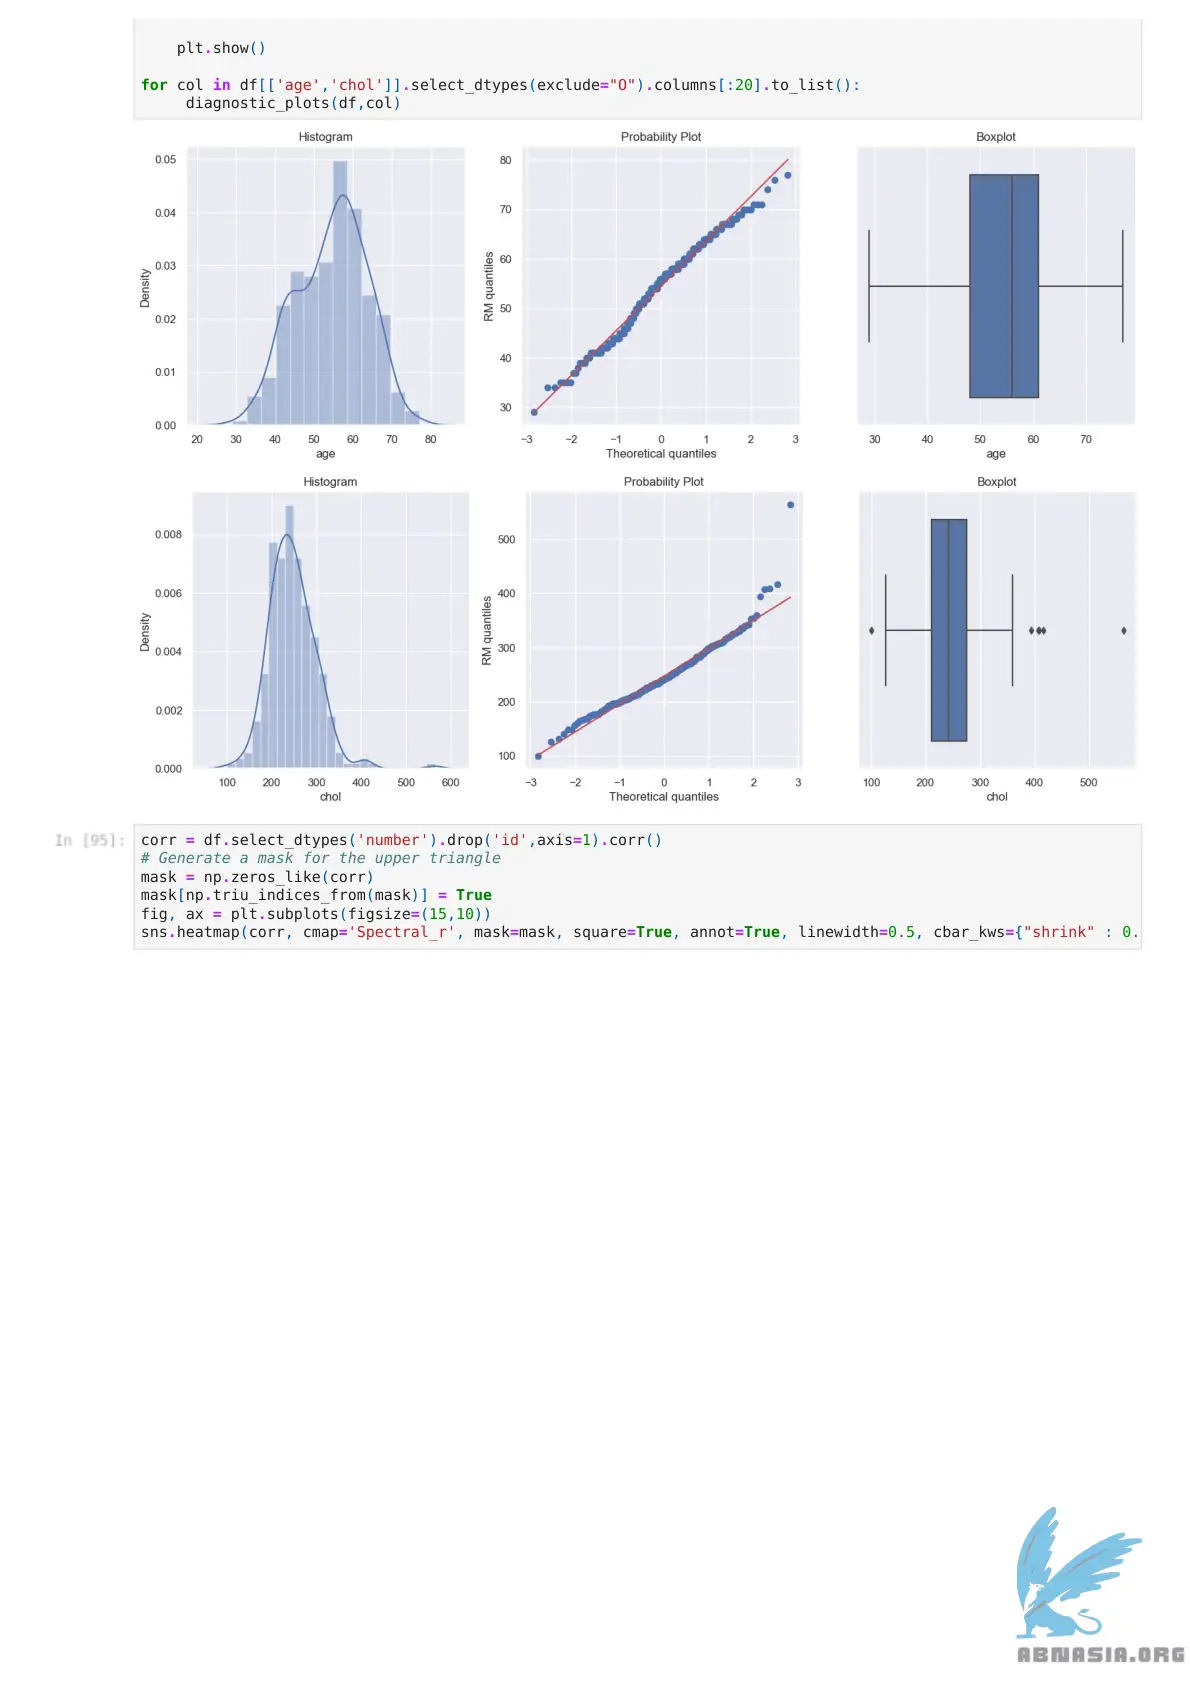 plt.show()
for col in df[['age','chol']].select_dtypes(exclude="O").columns[:20].to_list():
diagnostic_plots(df,col)
Histogram
Probability Plot
Boxplot
0.05
0.04
0.03
0.02
0.01
0.00
Density
20 30 40 50 60 70 80
age
80
70
60
50
40
30
RM quantiles
−3 −2 −1 0 1 2 3
Theoretical quantiles
30 40 50 60 70
age
Histogram
Probability Plot
Boxplot
0.008
0.006
0.004
0.002
0.000
Density
100 200 300 400 500 600
chol
500
400
300
200
100
RM quantiles
−3 −2 −1 0 1 2 3
Theoretical quantiles
100 200 300 400 500
chol
In [95]:
corr = df.select_dtypes('number').drop('id',axis=1).corr()
# Generate a mask for the upper triangle
mask = np.zeros_like(corr)
mask[np.triu_indices_from(mask)] = True
fig, ax = plt.subplots(figsize=(15,10))
sns.heatmap(corr, cmap='Spectral_r', mask=mask, square=True, annot=True, linewidth=0.5, cbar_kws={"shrink" : 0.
ABNASIA.ORG